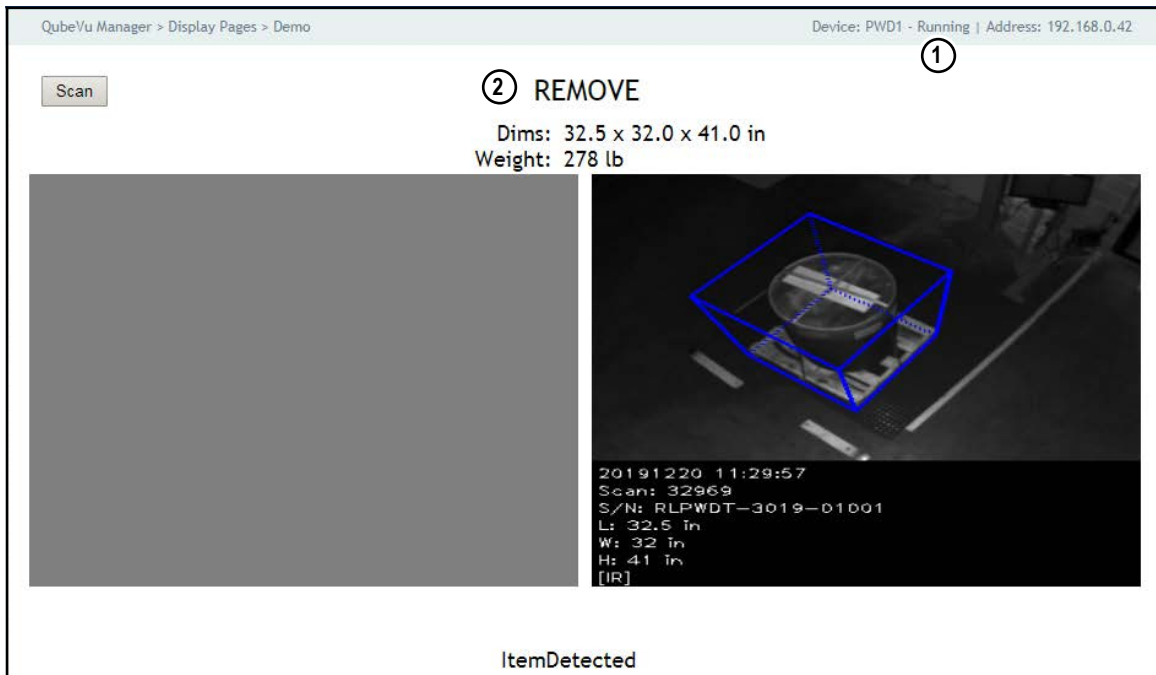 QubeVu Manager > Display Pages > Demo
Device: PWD1 - Running | Address: 192.168.0.42
1
Scan
2 REMOVE
Dims: 32.5 x 32.0 x 41.0 in
Weight: 278 lb
20191220 11:29:57
Scan: 32969
S/N: RLPWDT-3019-01001
L: 32.5 in
W: 32 in
H: 41 in
[IR]
ItemDetected